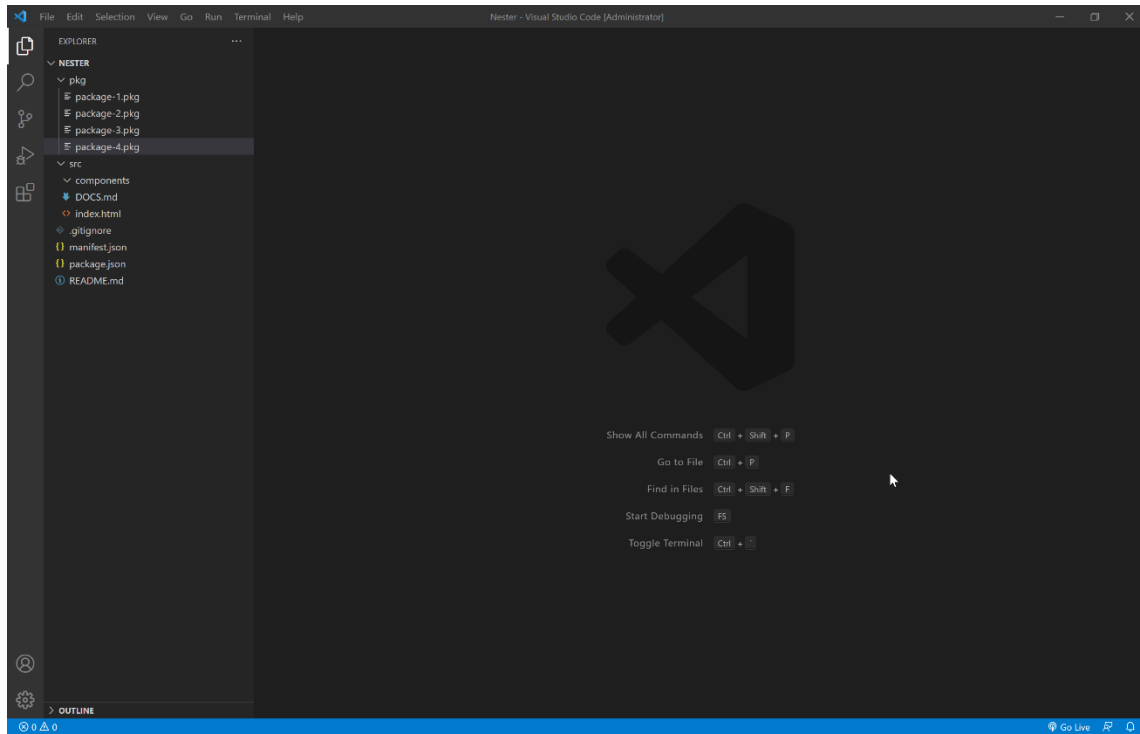 File Edit Selection View Go Run Terminal Help
Nester - Visual Studio Code [Administrator]
EXPLORER
NESTER
pkg
package-1.pkg
package-2.pkg
package-3.pkg
package-4.pkg
src
components
DOCS.md
index.html
.gitignore
manifest.json
package.json
README.md
Show All Commands Ctrl + Shift + P
Go to File Ctrl + P
Find in Files Ctrl + Shift + F
Start Debugging F5
Toggle Terminal Ctrl + `
OUTLINE
0 0
Go Live